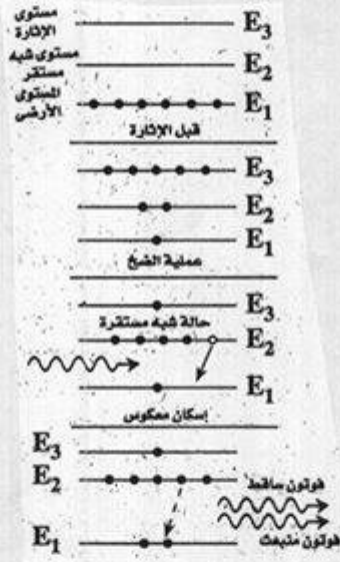 مستوى
الإثارة
E3
مستوى شبه
مستقر
E2
المستوى
الأرضى
E1
قبل الإثارة
E3
E2
E1
عملية الضخ
E3
حالة شبه مستقرة
E2
E1
إسكان معكوس
E3
E2
فوتون ساقط
E1
فوتون منبعث